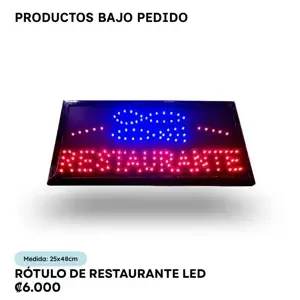 PRODUCTOS BAJO PEDIDO
RESTAURANTE
Medida: 25x48cm
RÓTULO DE RESTAURANTE LED
₡6.000